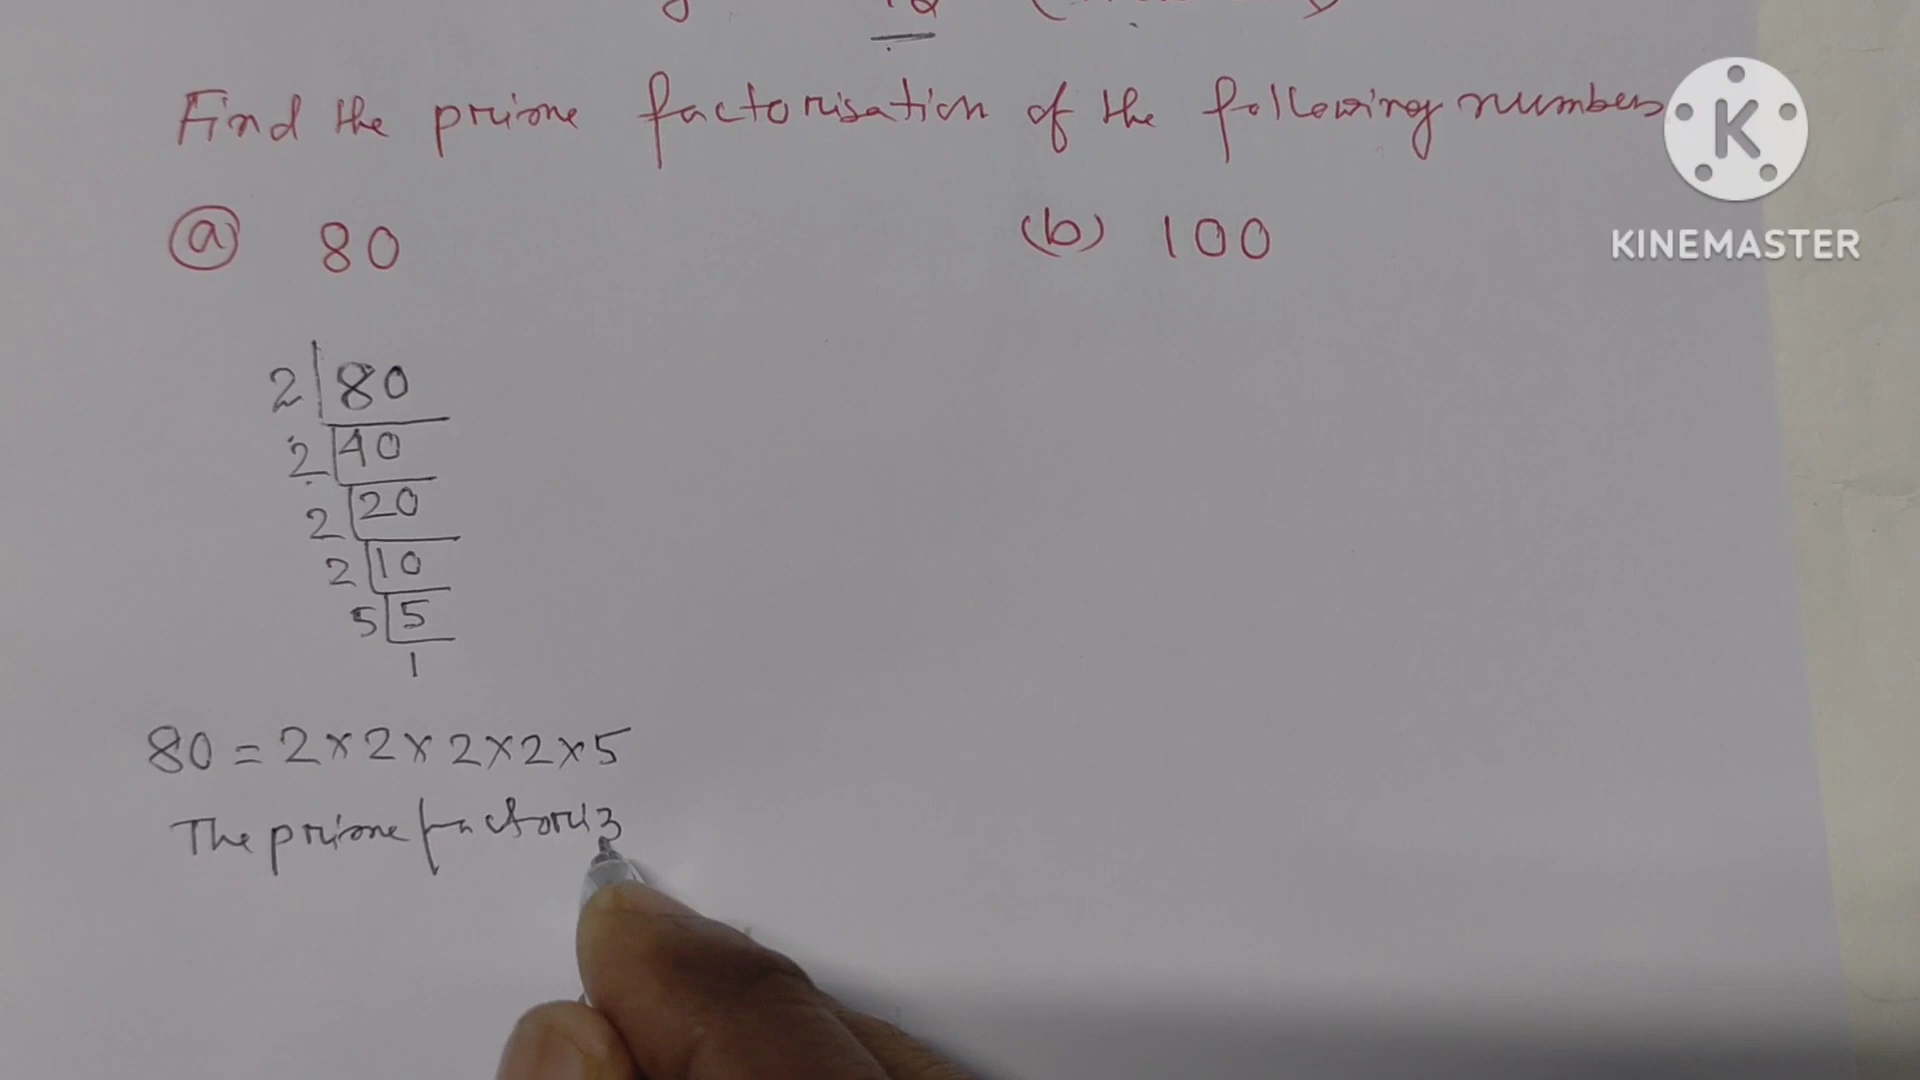 Find the prime factorisation of the following numbers
(a) 80 (b) 100
K
KINEMASTER
2 80
2 40
2 20
2 10
5 5
1
80 = 2 × 2 × 2 × 2 × 5
The prime factoris